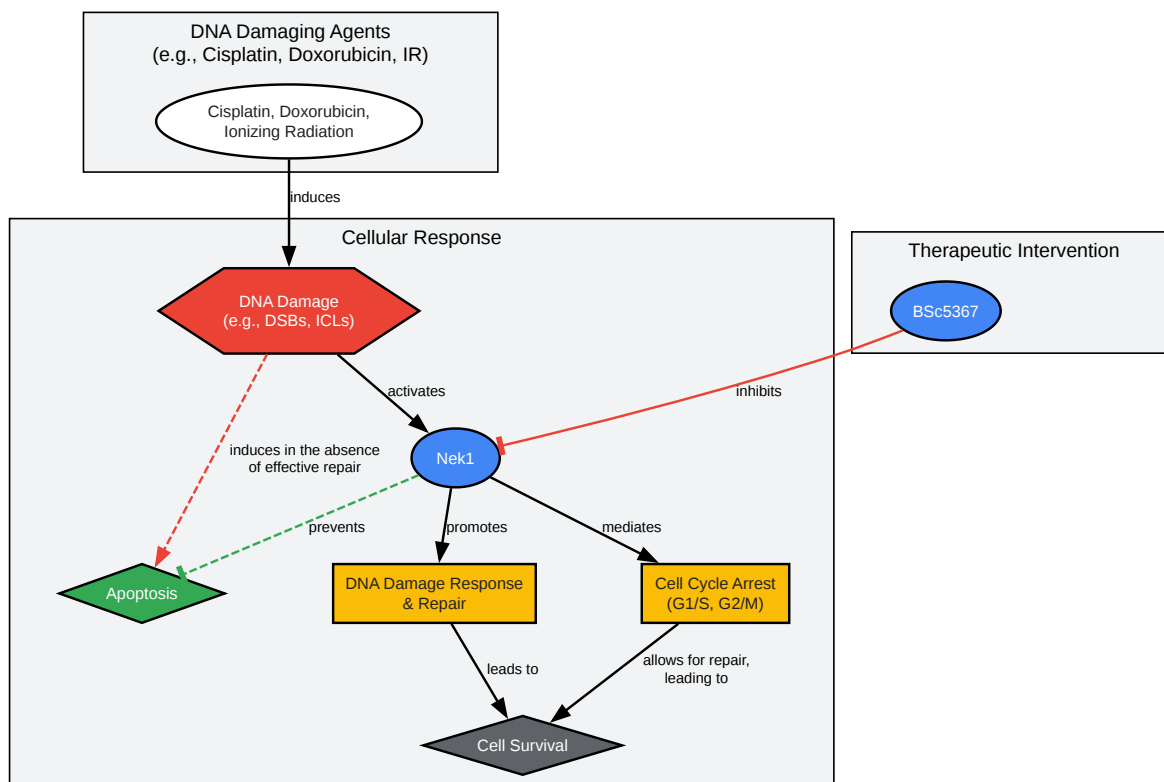 DNA Damaging Agents
(e.g., Cisplatin, Doxorubicin, IR)
Cisplatin, Doxorubicin,
Ionizing Radiation
induces
Cellular Response
Therapeutic Intervention
DNA Damage
(e.g., DSBs, ICLs)
BSc5367
activates
inhibits
induces in the absence
of effective repair
Nek1
prevents
promotes
mediates
Apoptosis
DNA Damage Response
& Repair
Cell Cycle Arrest
(G1/S, G2/M)
leads to
allows for repair,
leading to
Cell Survival